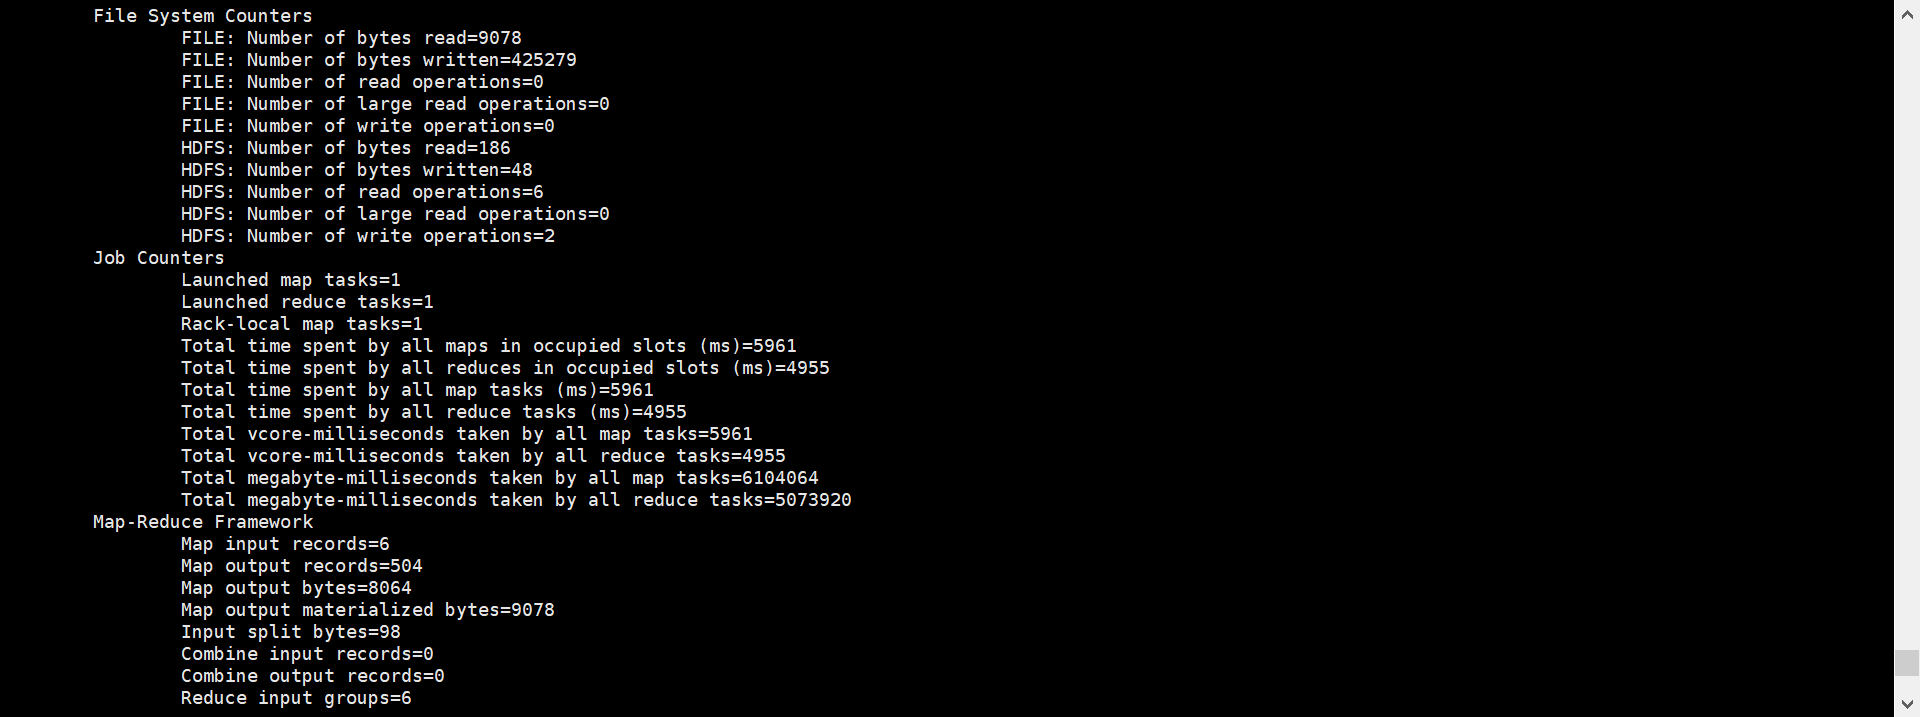 File System Counters
FILE: Number of bytes read=9078
FILE: Number of bytes written=425279
FILE: Number of read operations=0
FILE: Number of large read operations=0
FILE: Number of write operations=0
HDFS: Number of bytes read=186
HDFS: Number of bytes written=48
HDFS: Number of read operations=6
HDFS: Number of large read operations=0
HDFS: Number of write operations=2
Job Counters
Launched map tasks=1
Launched reduce tasks=1
Rack-local map tasks=1
Total time spent by all maps in occupied slots (ms)=5961
Total time spent by all reduces in occupied slots (ms)=4955
Total time spent by all map tasks (ms)=5961
Total time spent by all reduce tasks (ms)=4955
Total vcore-milliseconds taken by all map tasks=5961
Total vcore-milliseconds taken by all reduce tasks=4955
Total megabyte-milliseconds taken by all map tasks=6104064
Total megabyte-milliseconds taken by all reduce tasks=5073920
Map-Reduce Framework
Map input records=6
Map output records=504
Map output bytes=8064
Map output materialized bytes=9078
Input split bytes=98
Combine input records=0
Combine output records=0
Reduce input groups=6